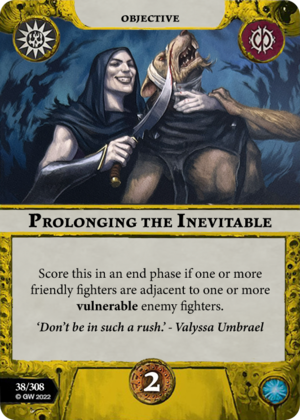 OBJECTIVE
PROLONGING THE INEVITABLE
Score this in an end phase if one or more
friendly fighters are adjacent to one or more
vulnerable enemy fighters.
‘Don’t be in such a rush.’ - Valyssa Umbrael
38/308
© GW 2022
2